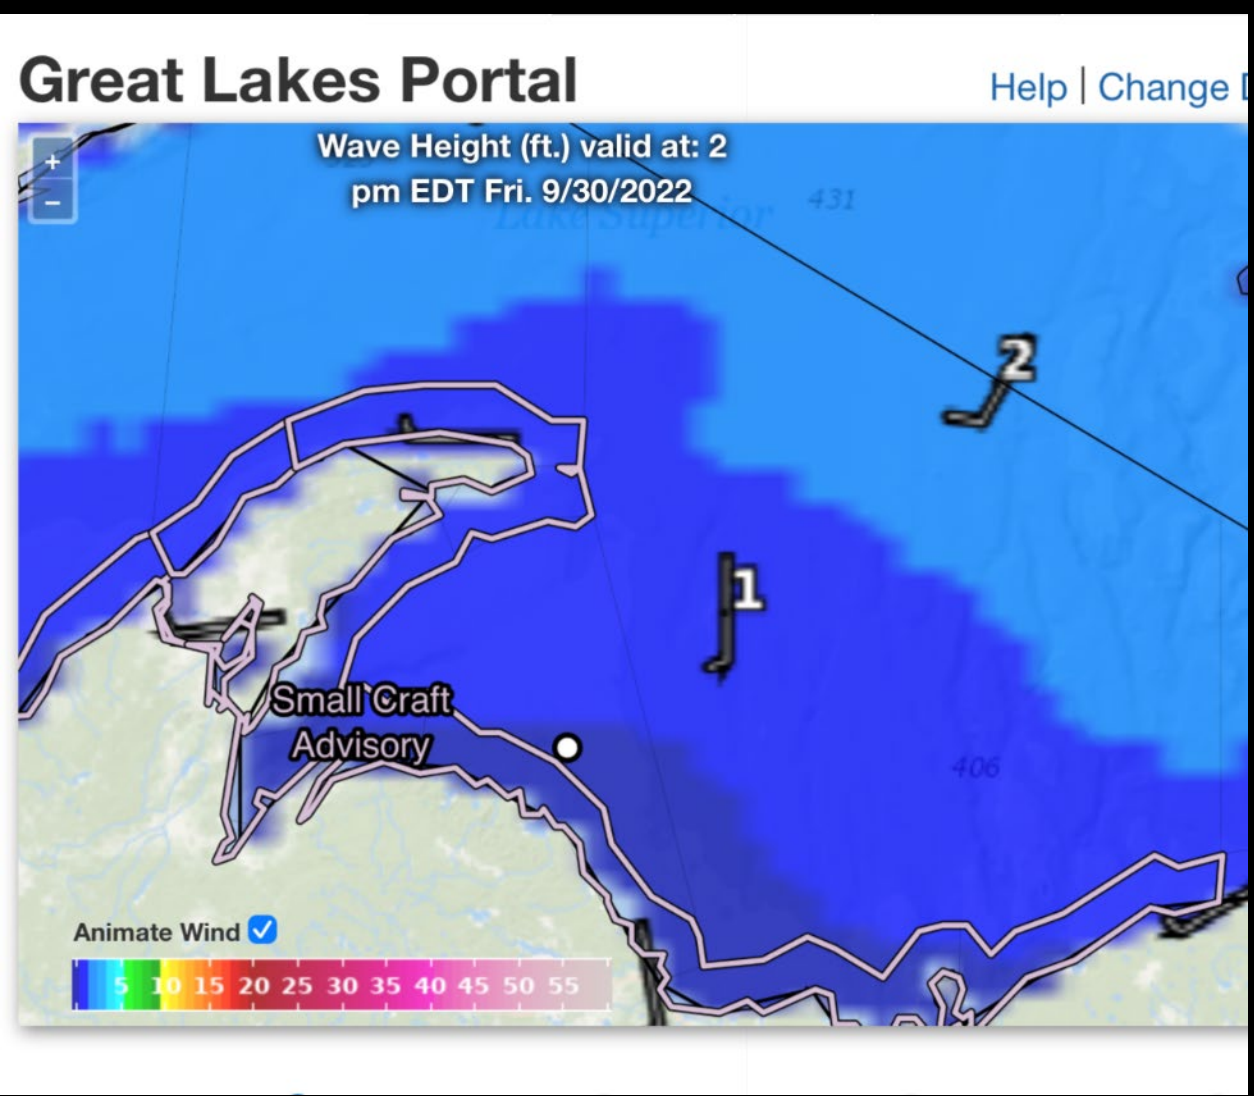 Great Lakes Portal
Help | Change
+
−
Wave Height (ft.) valid at: 2
pm EDT Fri. 9/30/2022
Lake Superior
431
2
1
Small Craft
Advisory
406
Animate Wind
5 10 15 20 25 30 35 40 45 50 55